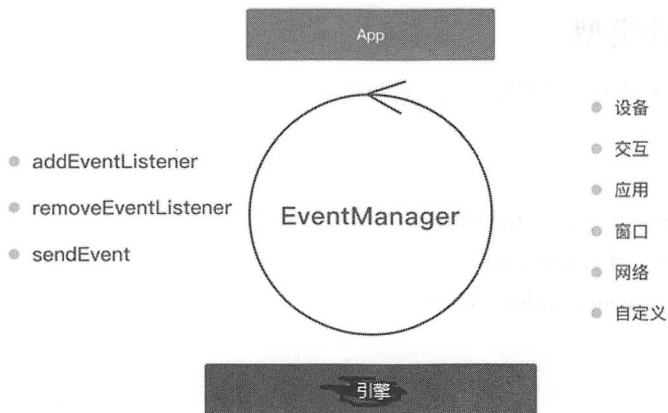 App
addEventListener
removeEventListener
sendEvent
EventManager
设备
交互
应用
窗口
网络
自定义
引擎